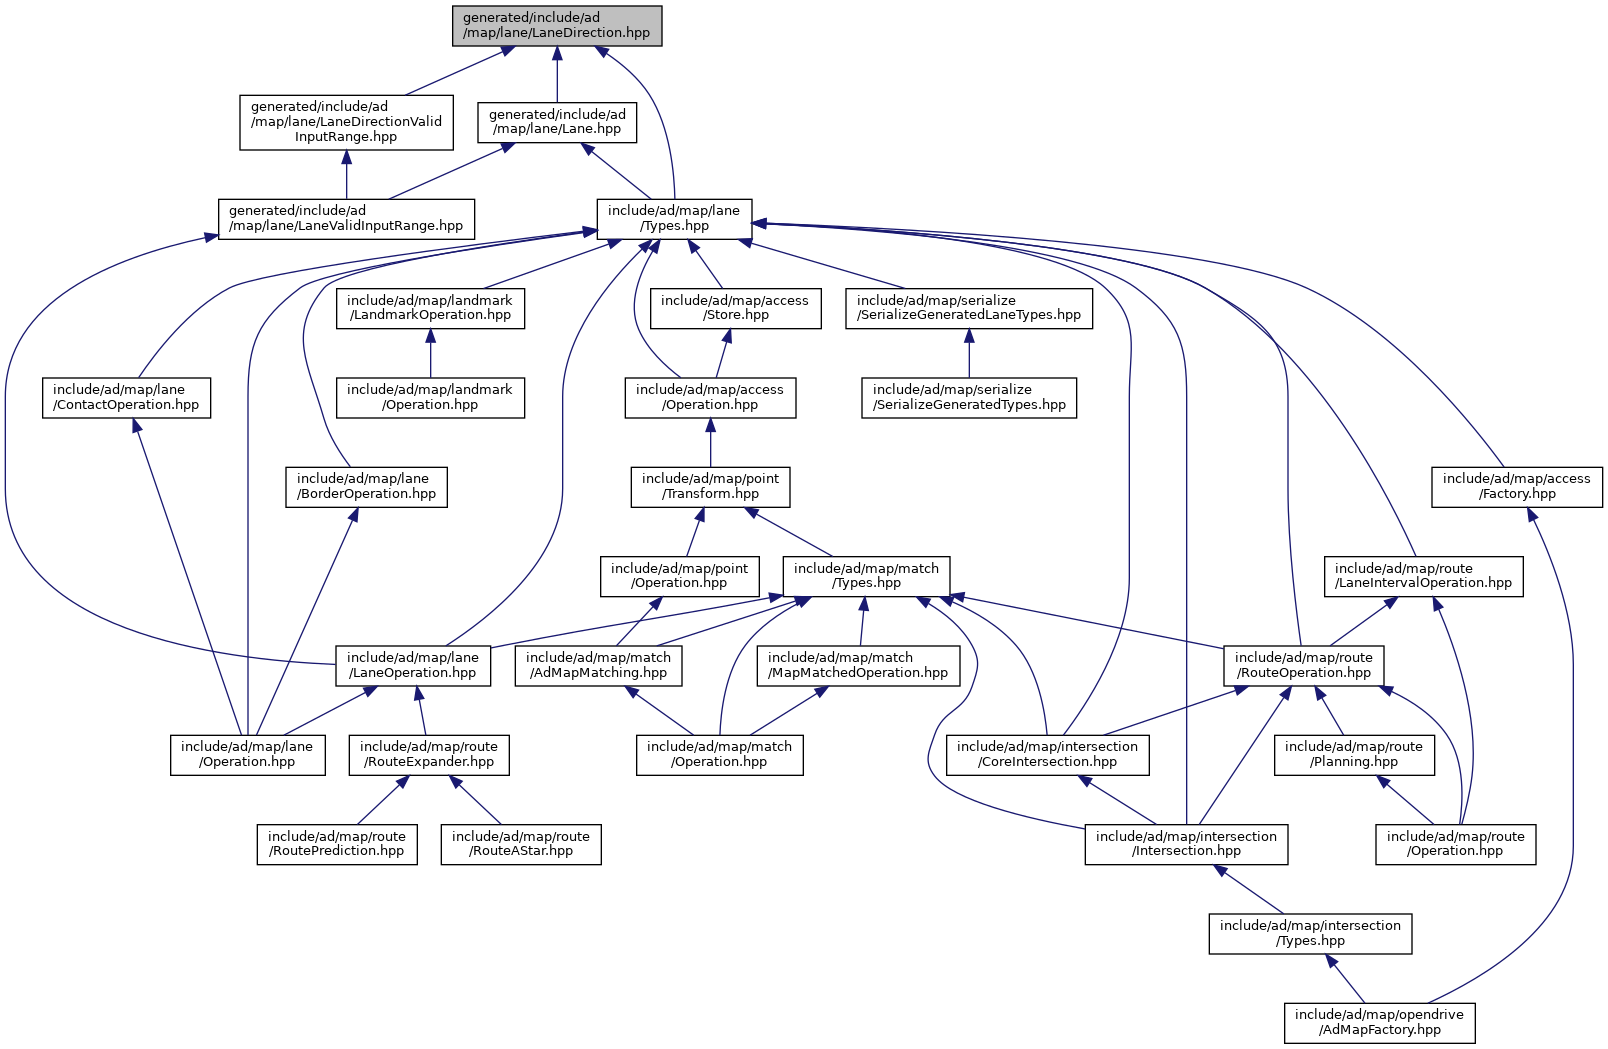 generated/include/ad
/map/lane/LaneDirection.hpp
generated/include/ad
/map/lane/LaneDirectionValid
InputRange.hpp
generated/include/ad
/map/lane/Lane.hpp
generated/include/ad
/map/lane/LaneValidInputRange.hpp
include/ad/map/lane
/Types.hpp
include/ad/map/landmark
/LandmarkOperation.hpp
include/ad/map/access
/Store.hpp
include/ad/map/serialize
/SerializeGeneratedLaneTypes.hpp
include/ad/map/lane
/ContactOperation.hpp
include/ad/map/landmark
/Operation.hpp
include/ad/map/access
/Operation.hpp
include/ad/map/serialize
/SerializeGeneratedTypes.hpp
include/ad/map/lane
/BorderOperation.hpp
include/ad/map/point
/Transform.hpp
include/ad/map/access
/Factory.hpp
include/ad/map/point
/Operation.hpp
include/ad/map/match
/Types.hpp
include/ad/map/route
/LaneIntervalOperation.hpp
include/ad/map/lane
/LaneOperation.hpp
include/ad/map/match
/AdMapMatching.hpp
include/ad/map/match
/MapMatchedOperation.hpp
include/ad/map/route
/RouteOperation.hpp
include/ad/map/lane
/Operation.hpp
include/ad/map/route
/RouteExpander.hpp
include/ad/map/match
/Operation.hpp
include/ad/map/intersection
/CoreIntersection.hpp
include/ad/map/route
/Planning.hpp
include/ad/map/route
/RoutePrediction.hpp
include/ad/map/route
/RouteAStar.hpp
include/ad/map/intersection
/Intersection.hpp
include/ad/map/route
/Operation.hpp
include/ad/map/intersection
/Types.hpp
include/ad/map/opendrive
/AdMapFactory.hpp